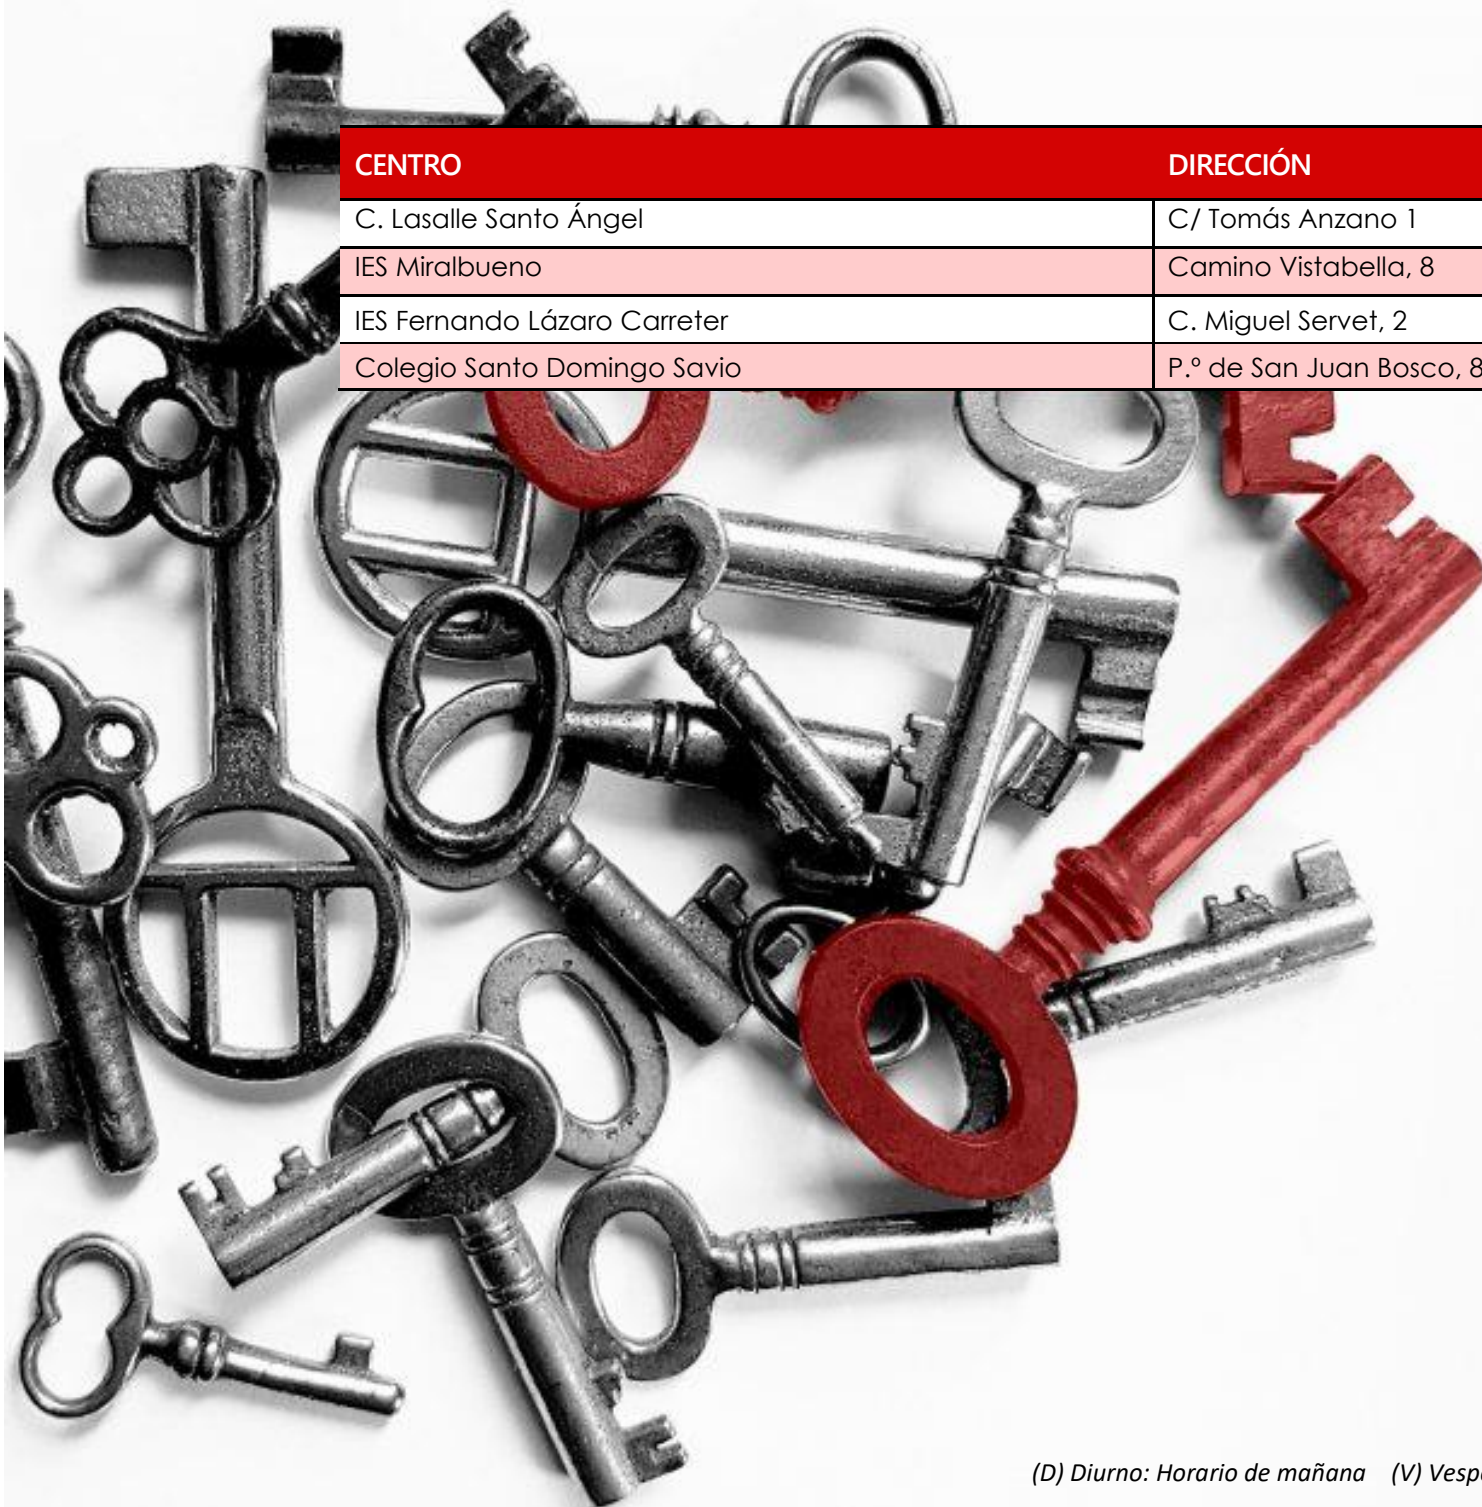 CENTRO DIRECCIÓN
C. Lasalle Santo Ángel C/ Tomás Anzano 1
IES Miralbueno Camino Vistabella, 8
IES Fernando Lázaro Carreter C. Miguel Servet, 2
Colegio Santo Domingo Savio P.º de San Juan Bosco, 8
(D) Diurno: Horario de mañana (V)